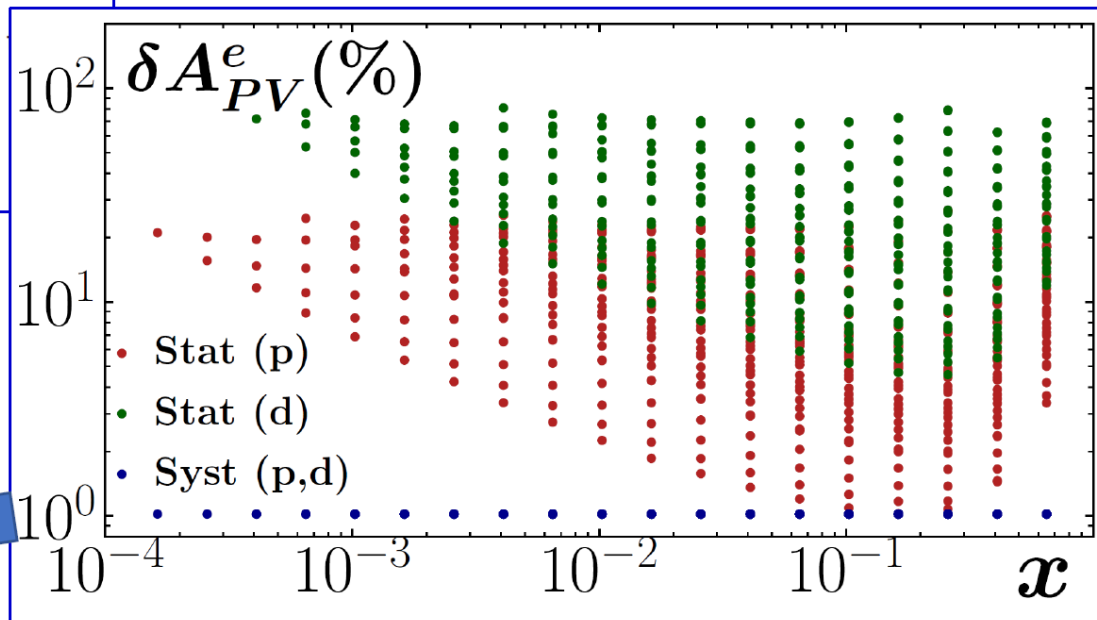 δA^e_PV(%)
10^2
10^1
10^0
Stat (p)
Stat (d)
Syst (p,d)
10^−4
10^−3
10^−2
10^−1
x